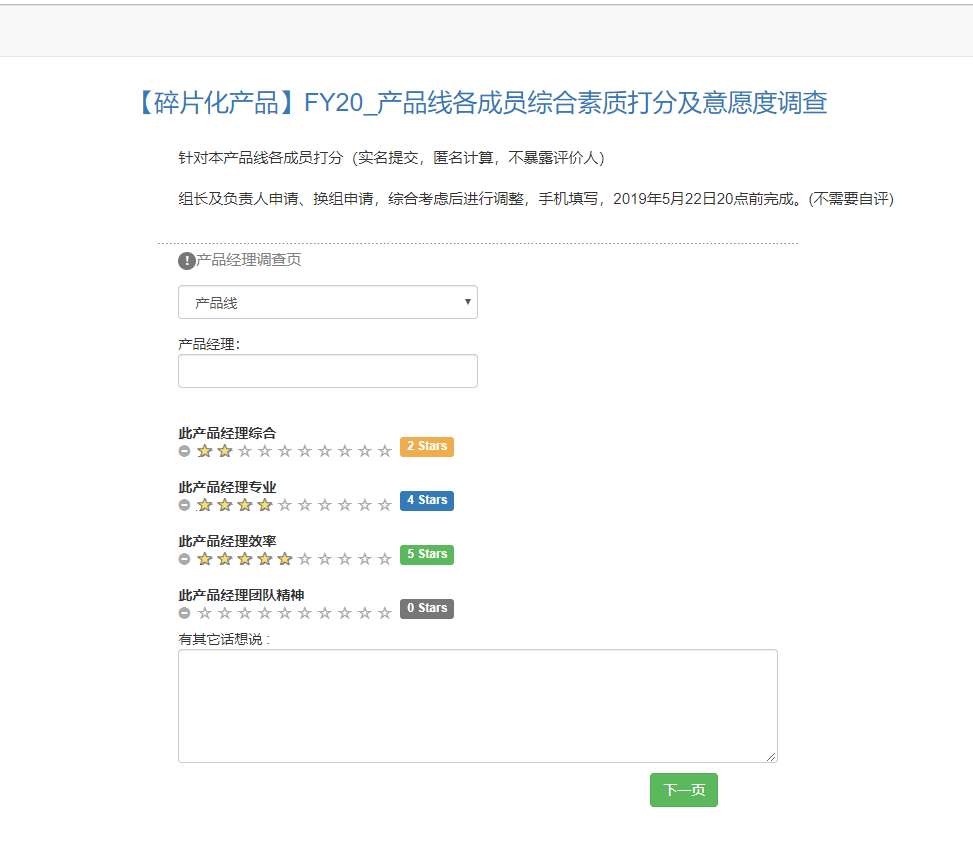 【碎片化产品】FY20_产品线各成员综合素质打分及意愿度调查
针对本产品线各成员打分（实名提交，匿名计算，不暴露评价人）
组长及负责人申请、换组申请，综合考虑后进行调整，手机填写，2019年5月22日20点前完成。(不需要自评)
产品经理调查页
产品线
产品经理：
此产品经理综合
2 Stars
此产品经理专业
4 Stars
此产品经理效率
5 Stars
此产品经理团队精神
0 Stars
有其它话想说 :
下一页